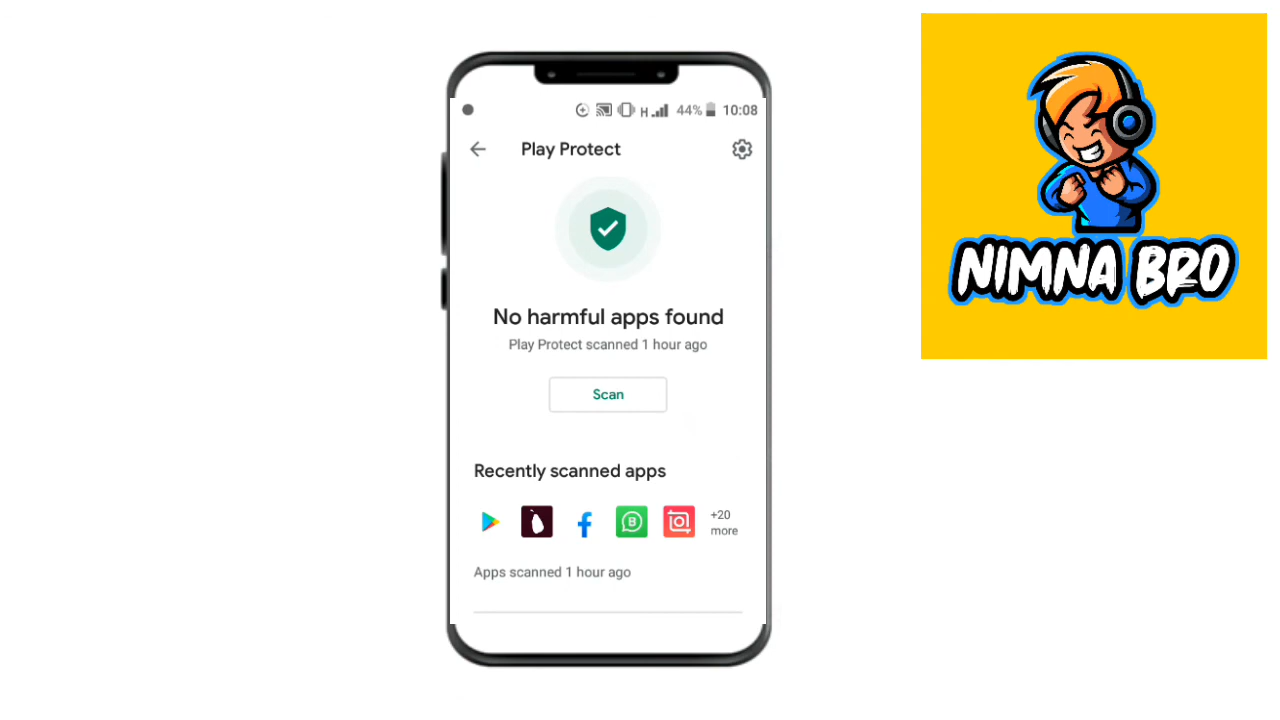 H 44% 10:08
Play Protect
No harmful apps found
Play Protect scanned 1 hour ago
Scan
Recently scanned apps
B
+20
more
Apps scanned 1 hour ago
NIMNA BRO